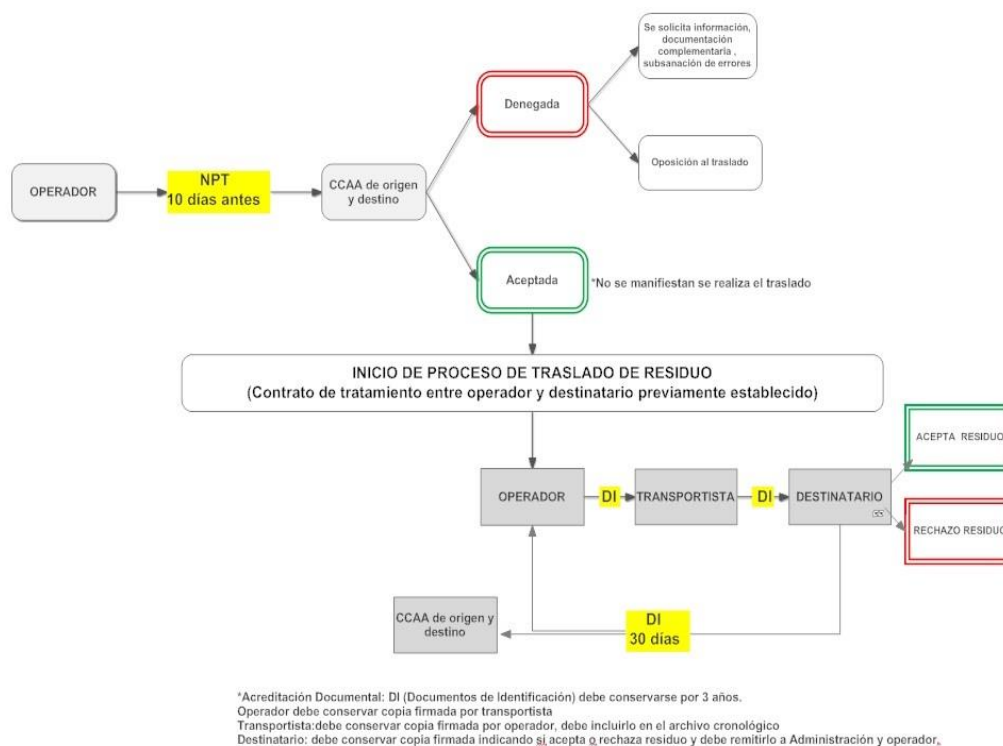 Se solicita información,
documentación
complementaria ,
subsanación de errores
Denegada
Oposición al traslado
OPERADOR
NPT
10 días antes
CCAA de origen
y destino
Aceptada
*No se manifiestan se realiza el traslado
INICIO DE PROCESO DE TRASLADO DE RESIDUO
(Contrato de tratamiento entre operador y destinatario previamente establecido)
OPERADOR
DI
TRANSPORTISTA
DI
DESTINATARIO
ACEPTA RESIDUO
RECHAZO RESIDUO
CCAA de origen y
destino
DI
30 días
*Acreditación Documental: DI (Documentos de Identificación) debe conservarse por 3 años.
Operador debe conservar copia firmada por transportista
Transportista:debe conservar copia firmada por operador, debe incluirlo en el archivo cronológico
Destinatario: debe conservar copia firmada indicando si acepta o rechaza residuo y debe remitirlo a Administración y operador.